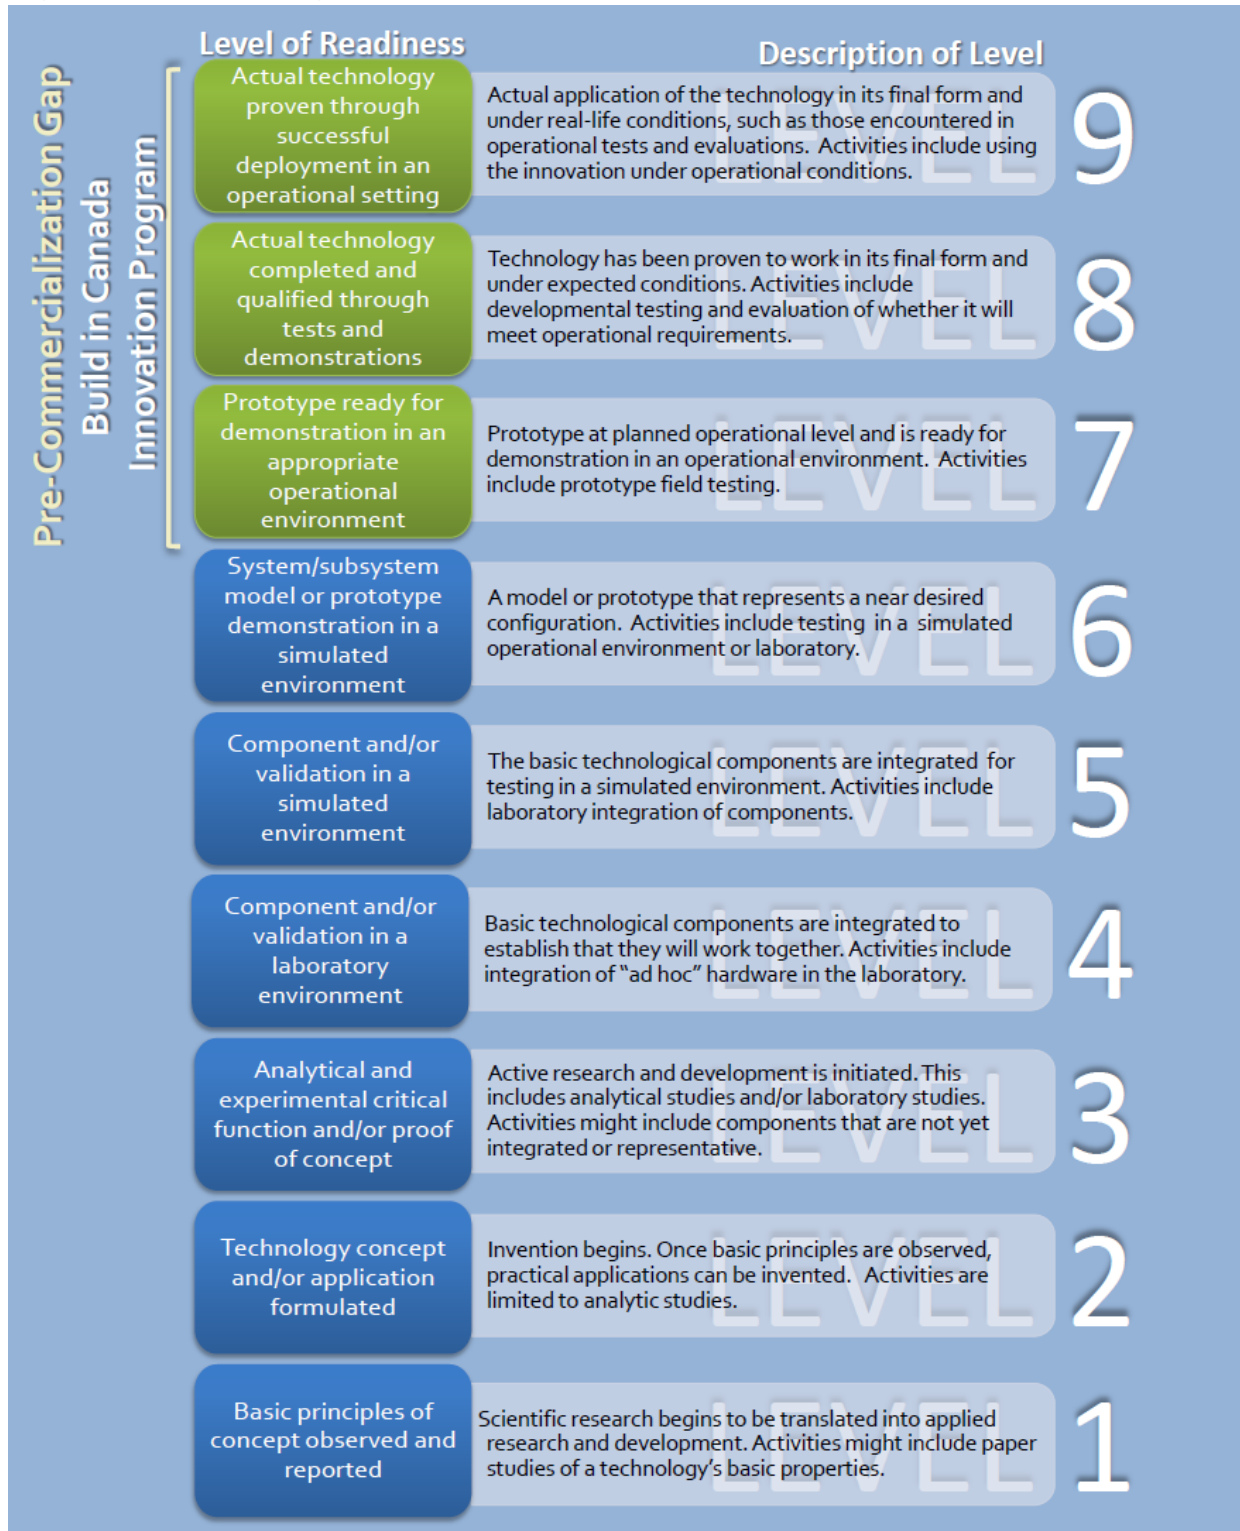 Level of Readiness
Description of Level
Pre-Commercialization Gap
Build in Canada
Innovation Program
Actual technology
proven through
successful
deployment in an
operational setting
Actual application of the technology in its final form and
under real-life conditions, such as those encountered in
operational tests and evaluations. Activities include using
the innovation under operational conditions.
LEVEL
9
Actual technology
completed and
qualified through
tests and
demonstrations
Technology has been proven to work in its final form and
under expected conditions. Activities include
developmental testing and evaluation of whether it will
meet operational requirements.
LEVEL
8
Prototype ready for
demonstration in an
appropriate
operational
environment
Prototype at planned operational level and is ready for
demonstration in an operational environment. Activities
include prototype field testing.
LEVEL
7
System/subsystem
model or prototype
demonstration in a
simulated
environment
A model or prototype that represents a near desired
configuration. Activities include testing in a simulated
operational environment or laboratory.
LEVEL
6
Component and/or
validation in a
simulated
environment
The basic technological components are integrated for
testing in a simulated environment. Activities include
laboratory integration of components.
LEVEL
5
Component and/or
validation in a
laboratory
environment
Basic technological components are integrated to
establish that they will work together. Activities include
integration of “ad hoc” hardware in the laboratory.
LEVEL
4
Analytical and
experimental critical
function and/or proof
of concept
Active research and development is initiated. This
includes analytical studies and/or laboratory studies.
Activities might include components that are not yet
integrated or representative.
LEVEL
3
Technology concept
and/or application
formulated
Invention begins. Once basic principles are observed,
practical applications can be invented. Activities are
limited to analytic studies.
LEVEL
2
Basic principles of
concept observed and
reported
Scientific research begins to be translated into applied
research and development. Activities might include paper
studies of a technology’s basic properties.
LEVEL
1